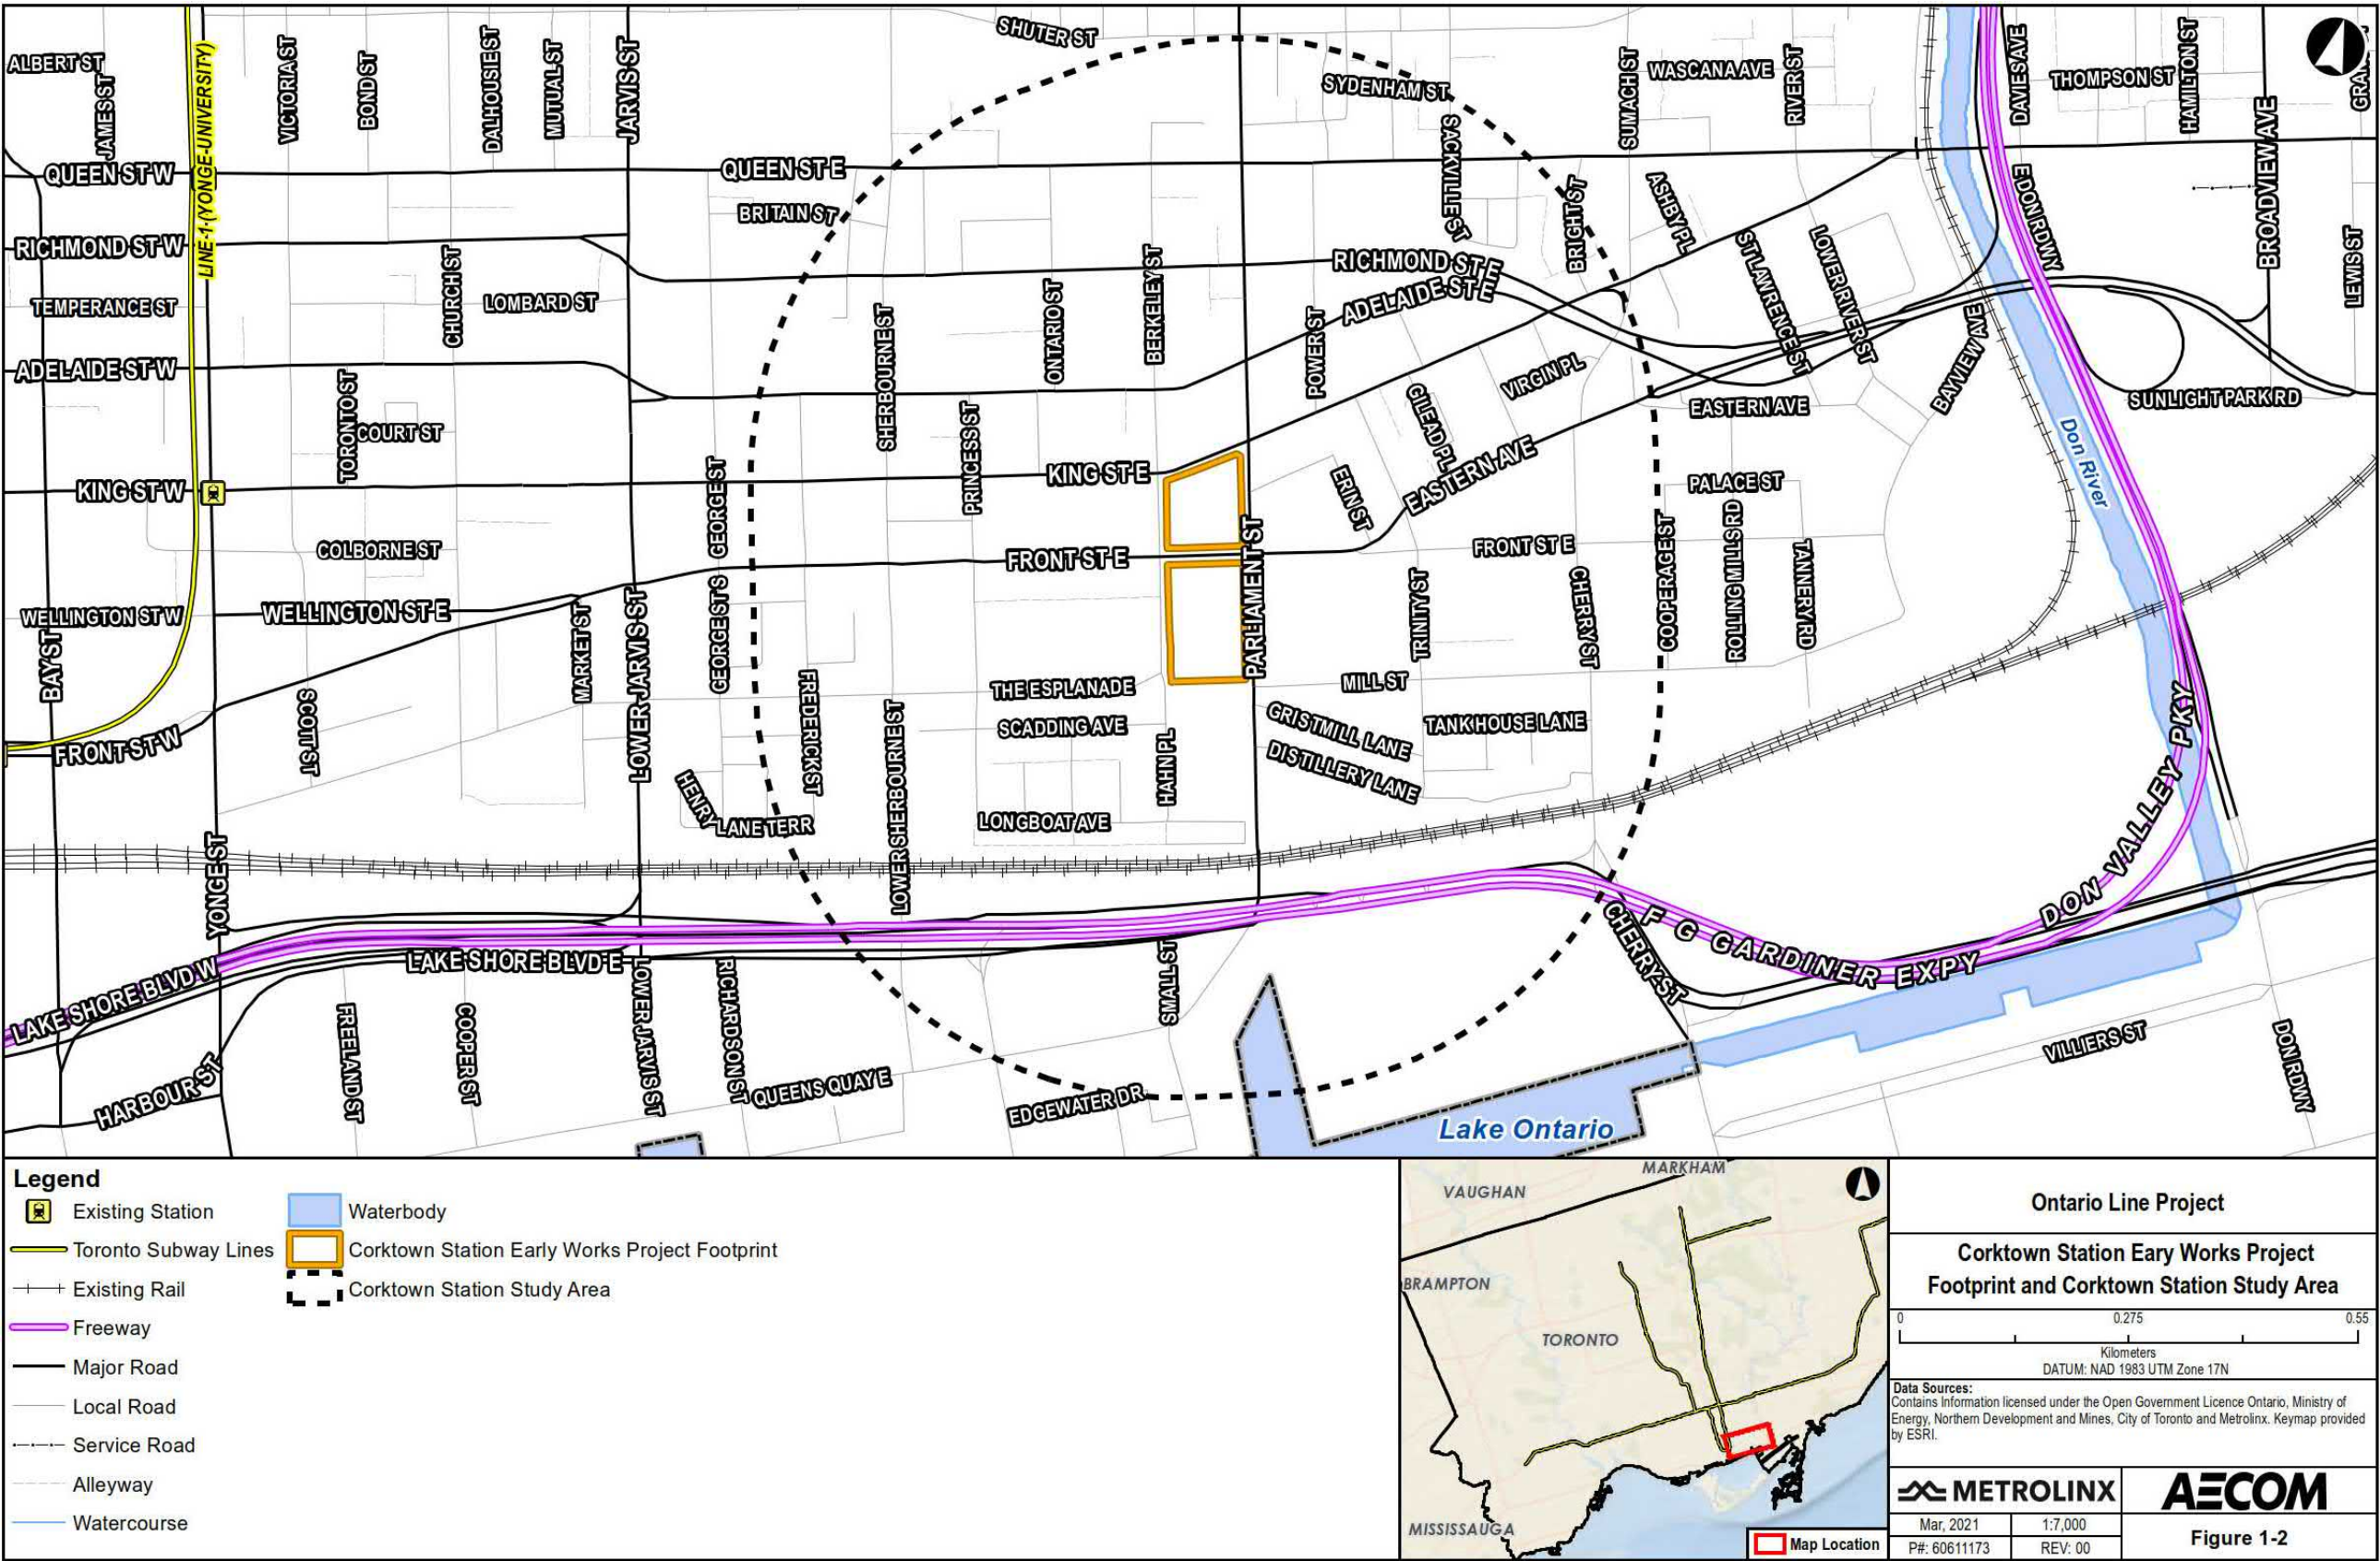 SHUTER ST
ALBERT ST
JAMES ST
LINE-1-(YONGE-UNIVERSITY)
VICTORIA ST
BOND ST
DALHOUSIE ST
MUTUAL ST
JARVIS ST
SYDENHAM ST
SACKVILLE ST
SUMACH ST
WASCANA AVE
RIVER ST
DAVIES AVE
THOMPSON ST
HAMILTON ST
BROADVIEW AVE
QUEEN ST W
QUEEN ST E
BRITAIN ST
BRIGHT ST
ASHBY PL
ST LAWRENCE ST
LOWER RIVER ST
RICHMOND ST W
RICHMOND ST E
ADELAIDE ST E
LEWIS ST
TEMPERANCE ST
CHURCH ST
LOMBARD ST
SHERBOURNE ST
ONTARIO ST
BERKELEY ST
POWER ST
BAYVIEW AVE
ADELAIDE ST W
TORONTO ST
COURT ST
PRINCESS ST
GILEAD PL
VIRGIN PL
EASTERN AVE
SUNLIGHT PARK RD
Don River
KING ST W
GEORGE ST
KING ST E
ERIN ST
EASTERN AVE
PALACE ST
COLBORNE ST
FRONT ST E
PARLIAMENT ST
FRONT ST E
COOPERAGE ST
ROLLING MILLS RD
TANNERY RD
WELLINGTON ST W
WELLINGTON ST E
MARKET ST
LOWER JARVIS ST
GEORGE ST S
TRINITY ST
CHERRY ST
BAY ST
SCOTT ST
FREDERICK ST
LOWER SHERBOURNE ST
THE ESPLANADE
SCADDING AVE
HAHN PL
MILL ST
GRISTMILL LANE
TANK HOUSE LANE
DISTILLERY LANE
FRONT ST W
HENRY LANE TERR
LONGBOAT AVE
YONGE ST
DON VALLEY PKY
LAKE SHORE BLVD W
LAKE SHORE BLVD E
CHERRY ST
F G GARDINER EXPY
HARBOUR ST
FREELAND ST
COOPER ST
LOWER JARVIS ST
RICHARDSON ST
QUEENS QUAY E
SMALL ST
EDGEWATER DR
Lake Ontario
VILLIERS ST
DON RDWY
Legend
Existing Station
Toronto Subway Lines
Existing Rail
Freeway
Major Road
Local Road
Service Road
Alleyway
Watercourse
Waterbody
Corktown Station Early Works Project Footprint
Corktown Station Study Area
MARKHAM
VAUGHAN
BRAMPTON
TORONTO
MISSISSAUGA
Map Location
Ontario Line Project
Corktown Station Eary Works Project
Footprint and Corktown Station Study Area
0 0.275 0.55
Kilometers
DATUM: NAD 1983 UTM Zone 17N
Data Sources:
Contains Information licensed under the Open Government Licence Ontario, Ministry of
Energy, Northern Development and Mines, City of Toronto and Metrolinx. Keymap provided
by ESRI.
METROLINX
AECOM
Mar, 2021
1:7,000
P#: 60611173
REV: 00
Figure 1-2